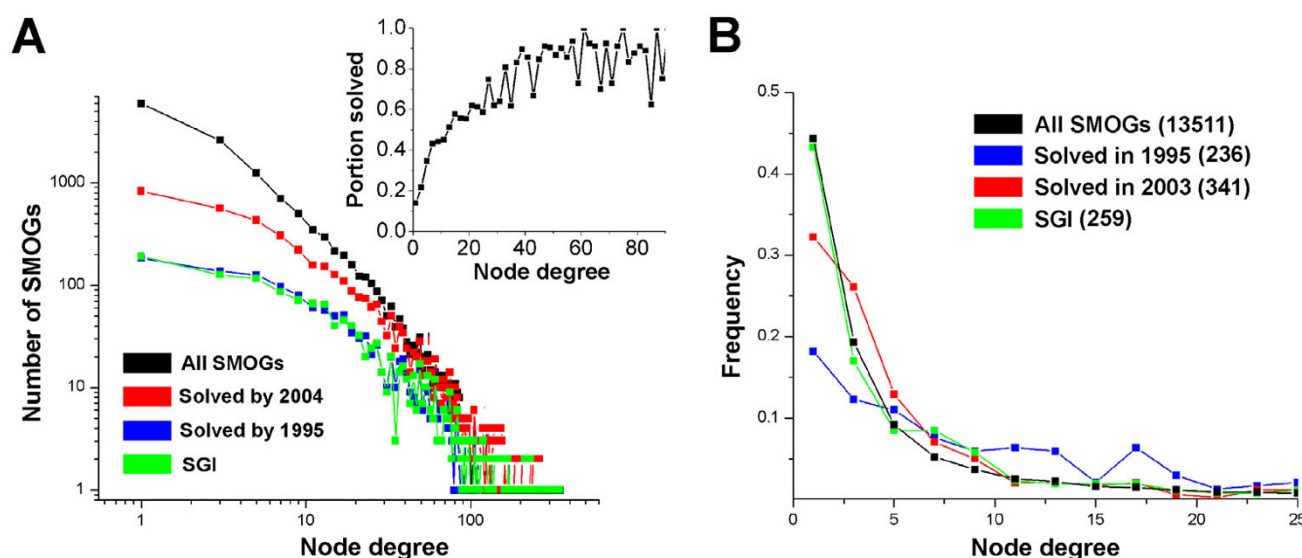 A
B
Number of SMOGs
1000
100
10
1
1
10
100
Node degree
All SMOGs
Solved by 2004
Solved by 1995
SGI
Portion solved
1.0
0.8
0.6
0.4
0.2
0.0
0
20
40
60
80
Node degree
Frequency
0.5
0.4
0.3
0.2
0.1
0
5
10
15
20
25
Node degree
All SMOGs (13511)
Solved in 1995 (236)
Solved in 2003 (341)
SGI (259)